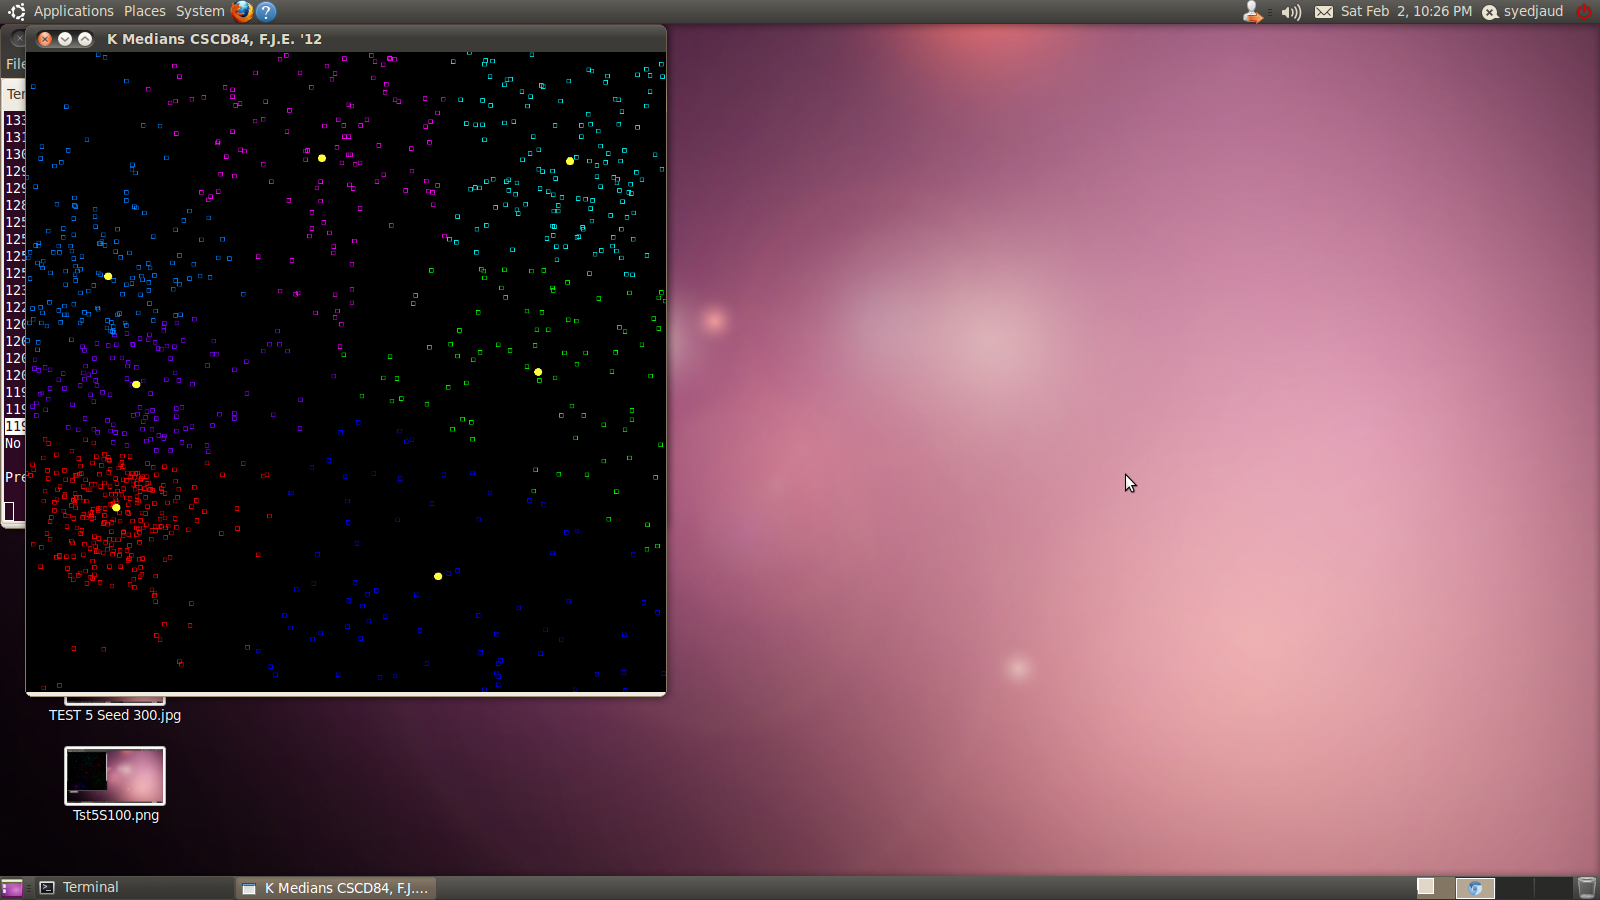 Applications Places System
Sat Feb 2, 10:26 PM
syedjaud
K Medians CSCD84, F.J.E. '12
File
Ter
133
131
130
129
129
128
125
125
125
125
123
122
120
120
120
120
119
119
119
No
Pre
TEST 5 Seed 300.jpg
Tst5S100.png
Terminal
K Medians CSCD84, F.J....